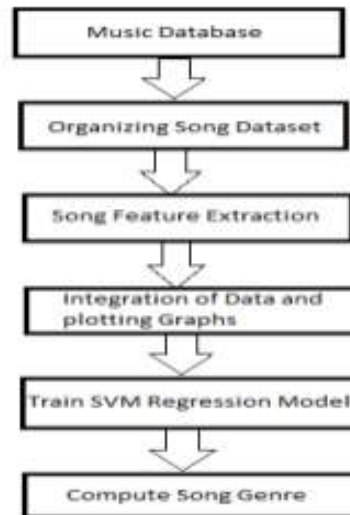 Music Database
Organizing Song Dataset
Song Feature Extraction
Integration of Data and
plotting Graphs
Train SVM Regression Model
Compute Song Genre